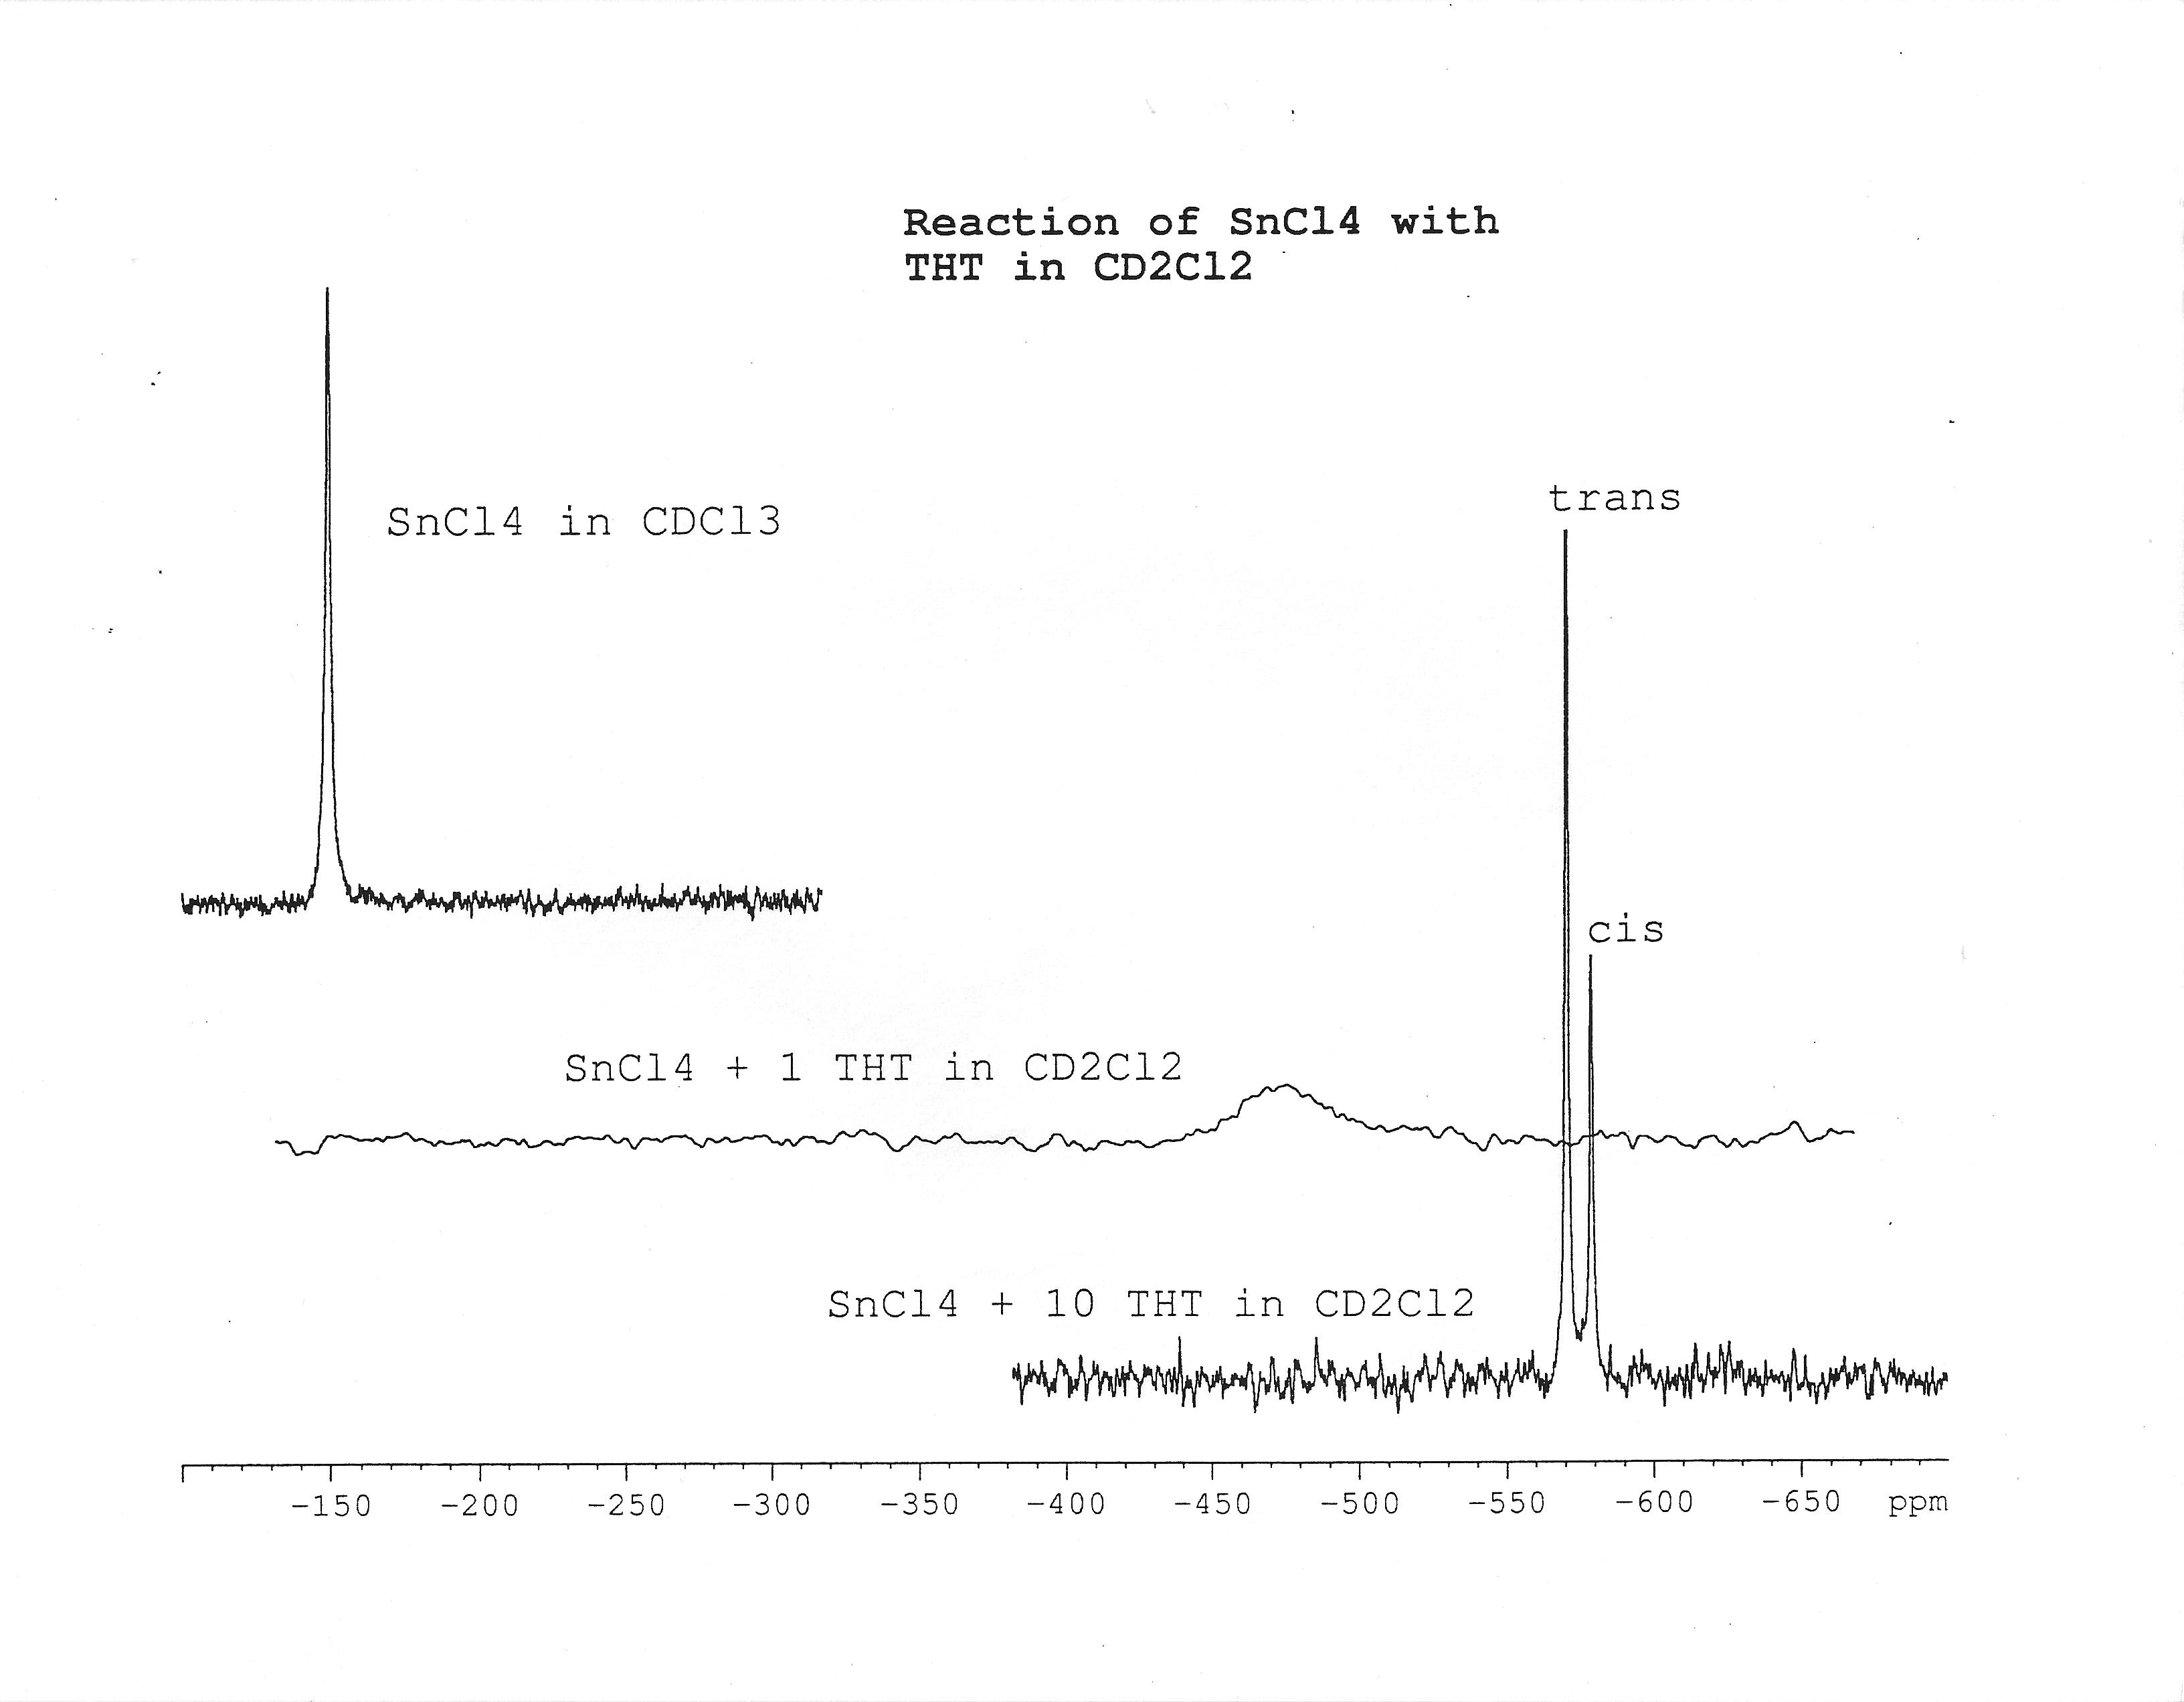 Reaction of SnCl4 with
THT in CD2Cl2
trans
SnCl4 in CDCl3
cis
SnCl4 + 1 THT in CD2Cl2
SnCl4 + 10 THT in CD2Cl2
-150 -200 -250 -300 -350 -400 -450 -500 -550 -600 -650 ppm